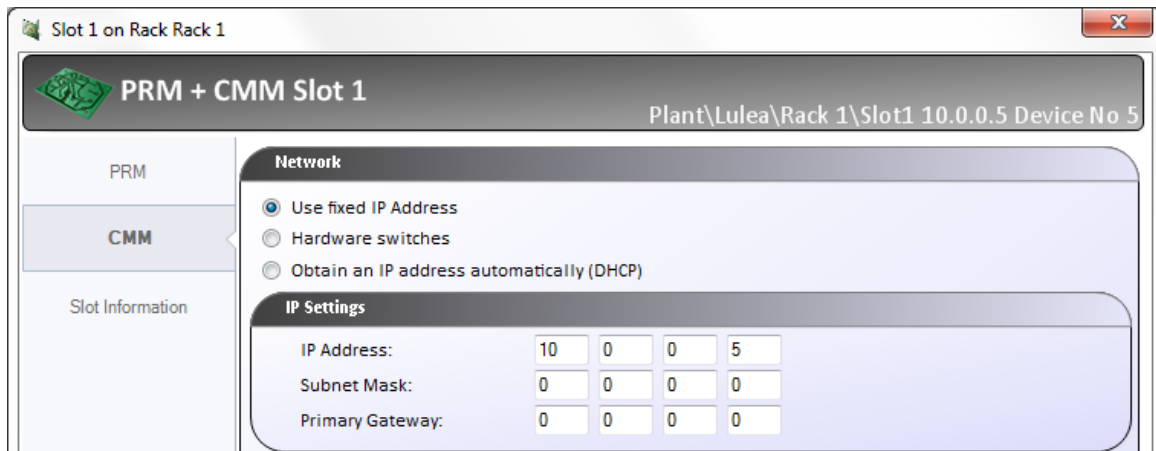 Slot 1 on Rack Rack 1
PRM + CMM Slot 1
Plant\Lulea\Rack 1\Slot1 10.0.0.5 Device No 5
PRM
CMM
Slot Information
Network
Use fixed IP Address
Hardware switches
Obtain an IP address automatically (DHCP)
IP Settings
IP Address: 10 0 0 5
Subnet Mask: 0 0 0 0
Primary Gateway: 0 0 0 0